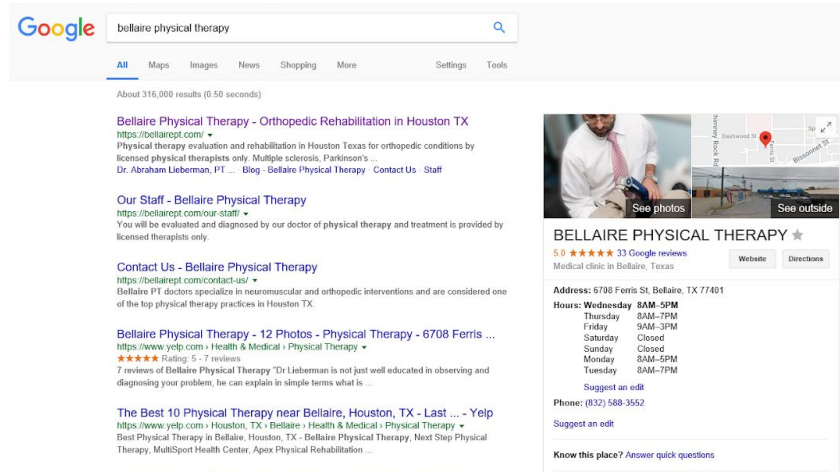 Google
bellaire physical therapy
All Maps Images News Shopping More Settings Tools
About 316,000 results (0.50 seconds)
Bellaire Physical Therapy - Orthopedic Rehabilitation in Houston TX
https://bellairept.com/
Physical therapy evaluation and rehabilitation in Houston Texas for orthopedic conditions by
licensed physical therapists only. Multiple sclerosis, Parkinson's ...
Dr. Abraham Lieberman, PT ... · Blog · Bellaire Physical Therapy · Contact Us · Staff
Our Staff - Bellaire Physical Therapy
https://bellairept.com/our-staff/
You will be evaluated and diagnosed by our doctor of physical therapy and treatment is provided by
licensed therapists only.
Contact Us - Bellaire Physical Therapy
https://bellairept.com/contact-us/
Bellaire PT doctors specialize in neuromuscular and orthopedic interventions and are considered one
of the top physical therapy practices in Houston TX.
Bellaire Physical Therapy - 12 Photos - Physical Therapy - 6708 Ferris ...
https://www.yelp.com › Health & Medical › Physical Therapy
Rating: 5 - 7 reviews
7 reviews of Bellaire Physical Therapy "Dr Lieberman is not just well educated in observing and
diagnosing your problem, he can explain in simple terms what is ...
The Best 10 Physical Therapy near Bellaire, Houston, TX - Last ... - Yelp
https://www.yelp.com › Houston, TX › Bellaire › Health & Medical › Physical Therapy
Best Physical Therapy in Bellaire, Houston, TX - Bellaire Physical Therapy, Next Step Physical
Therapy, MultiSport Health Center, Apex Physical Rehabilitation ...
Chimney Rock Rd
Dashwood St
Ferris St
Bissonnet St
See photos
See outside
BELLAIRE PHYSICAL THERAPY
5.0 33 Google reviews
Medical clinic in Bellaire, Texas
Website Directions
Address: 6708 Ferris St, Bellaire, TX 77401
Hours: Wednesday 8AM–5PM
Thursday 8AM–7PM
Friday 9AM–3PM
Saturday Closed
Sunday Closed
Monday 8AM–5PM
Tuesday 8AM–7PM
Suggest an edit
Phone: (832) 588-3552
Suggest an edit
Know this place? Answer quick questions